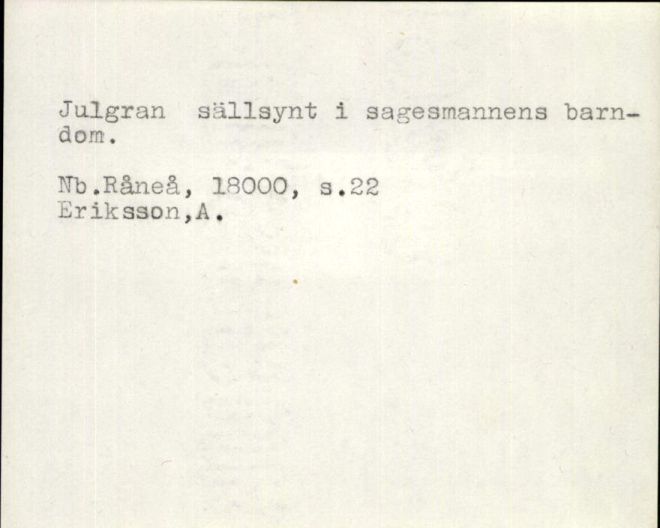 Julgran  sällsynt i sagesmannens barn-
dom.
Nb.Råneå, 18000, s.22
Eriksson,A.